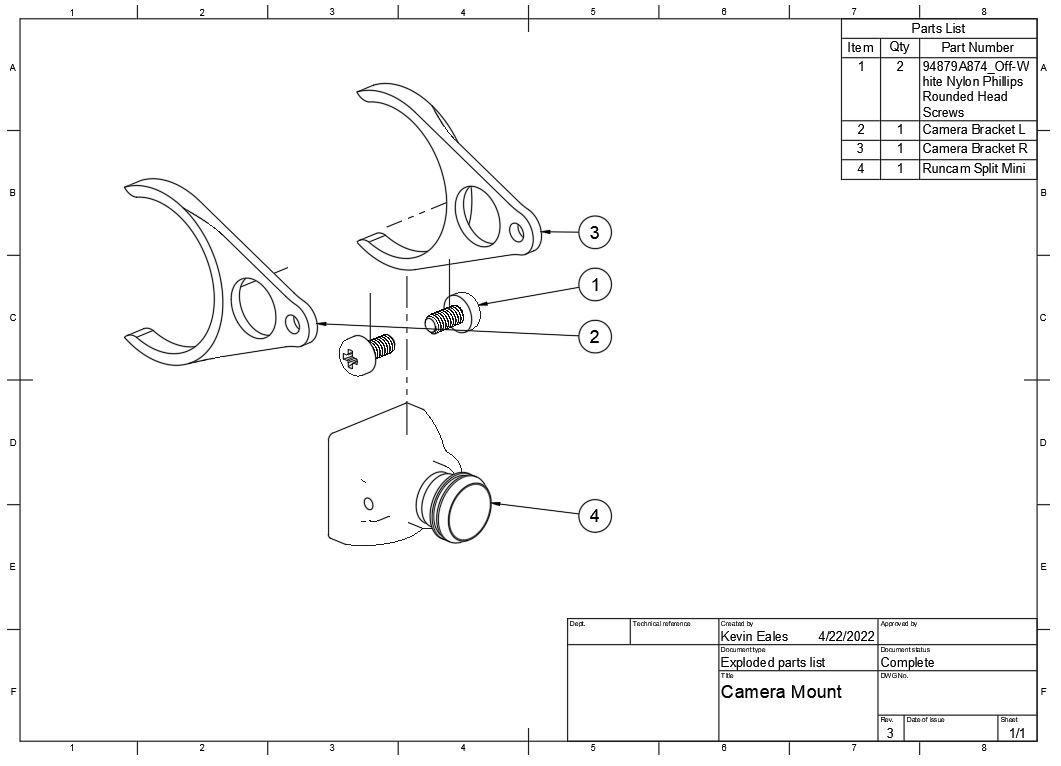 1 2 3 4 5 6 7 8
Parts List
Item Qty Part Number
1 2 94879A874_Off-W
hite Nylon Phillips
Rounded Head
Screws
2 1 Camera Bracket L
3 1 Camera Bracket R
4 1 Runcam Split Mini
A A
B B
3
1
C C
2
D D
4
E E
Dept. Technical reference Created by Approved by
Kevin Eales 4/22/2022
Document type Document status
Exploded parts list Complete
Title DWG No.
Camera Mount
F F
Rev. Date of issue Sheet
3 1/1
1 2 3 4 5 6 7 8